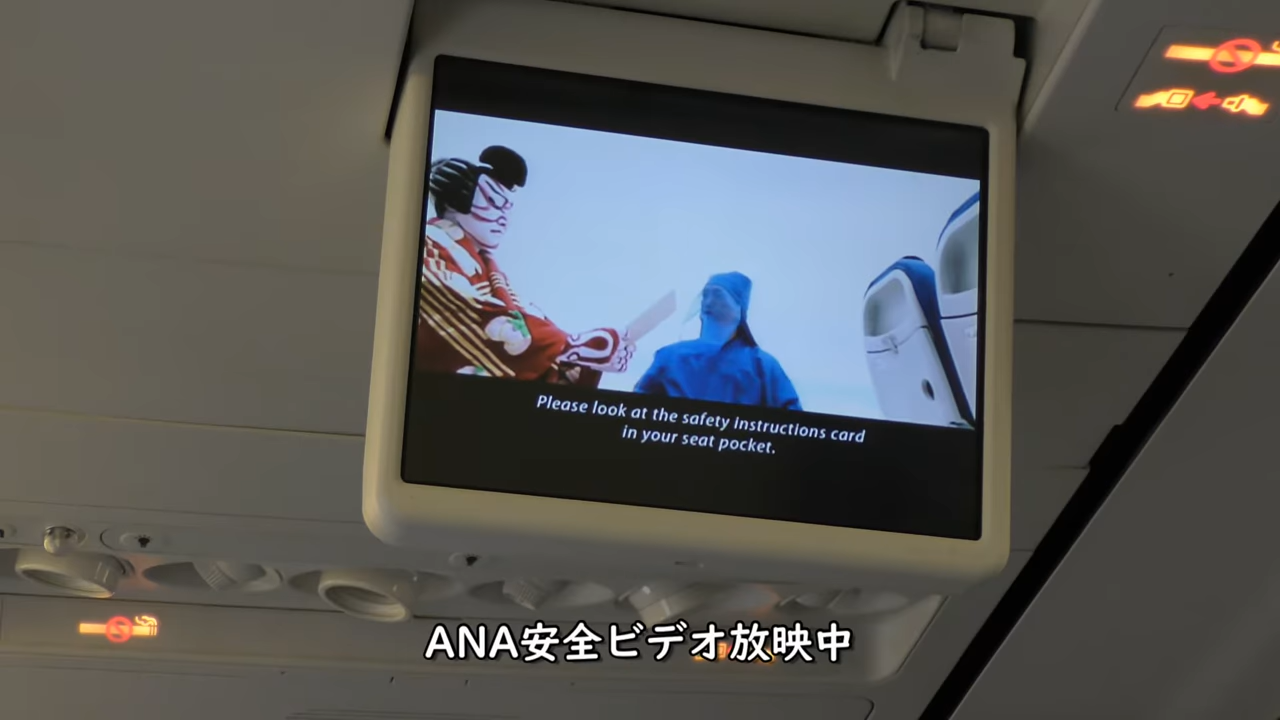 Please look at the safety instructions card
in your seat pocket.
ANA安全ビデオ放映中